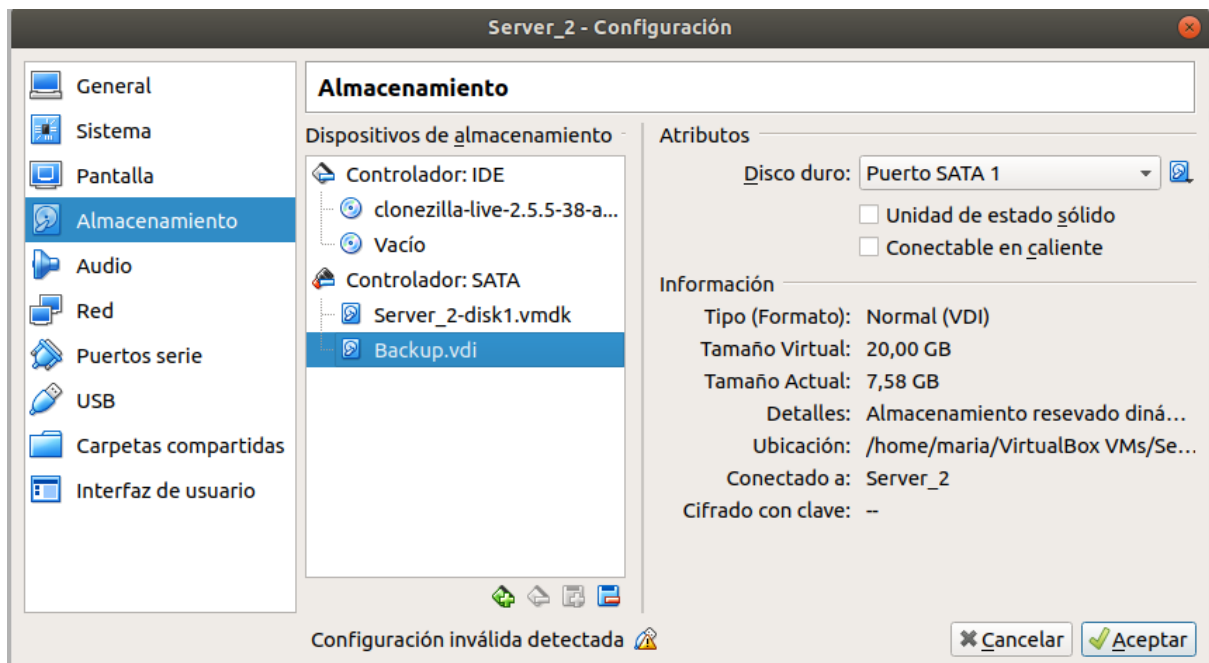 Server_2 - Configuración
General
Sistema
Pantalla
Almacenamiento
Audio
Red
Puertos serie
USB
Carpetas compartidas
Interfaz de usuario
Almacenamiento
Dispositivos de almacenamiento
Controlador: IDE
clonezilla-live-2.5.5-38-a...
Vacío
Controlador: SATA
Server_2-disk1.vmdk
Backup.vdi
Atributos
Disco duro: Puerto SATA 1
Unidad de estado sólido
Conectable en caliente
Información
Tipo (Formato): Normal (VDI)
Tamaño Virtual: 20,00 GB
Tamaño Actual: 7,58 GB
Detalles: Almacenamiento resevado diná...
Ubicación: /home/maria/VirtualBox VMs/Se...
Conectado a: Server_2
Cifrado con clave: --
Configuración inválida detectada
Cancelar Aceptar